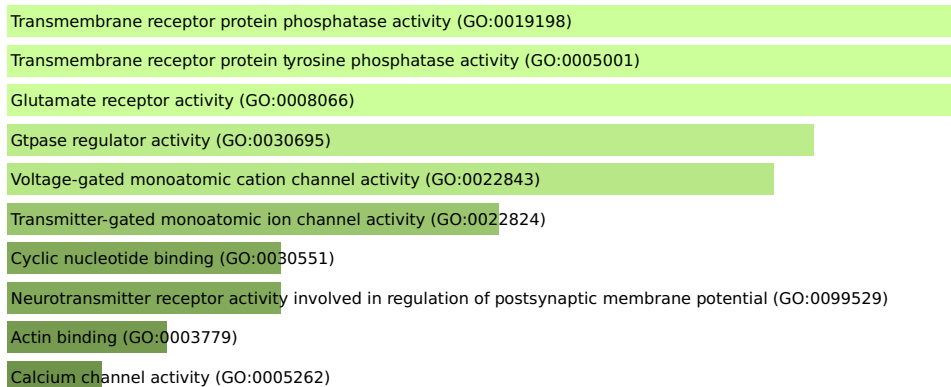 Transmembrane receptor protein phosphatase activity (GO:0019198)
Transmembrane receptor protein tyrosine phosphatase activity (GO:0005001)
Glutamate receptor activity (GO:0008066)
Gtpase regulator activity (GO:0030695)
Voltage-gated monoatomic cation channel activity (GO:0022843)
Transmitter-gated monoatomic ion channel activity (GO:0022824)
Cyclic nucleotide binding (GO:0030551)
Neurotransmitter receptor activity involved in regulation of postsynaptic membrane potential (GO:0099529)
Actin binding (GO:0003779)
Calcium channel activity (GO:0005262)